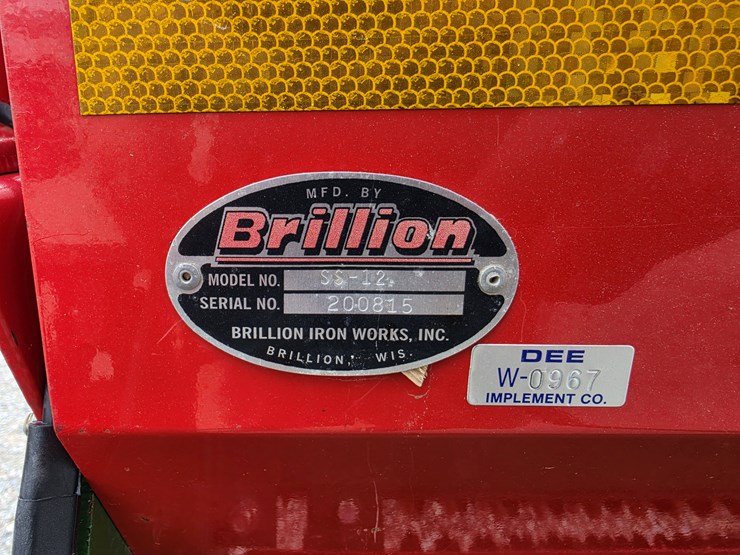 MFD. BY
Brillion
MODEL NO. SS-12
SERIAL NO. 200815
BRILLION IRON WORKS, INC.
BRILLION, WIS.
DEE
W-0967
IMPLEMENT CO.